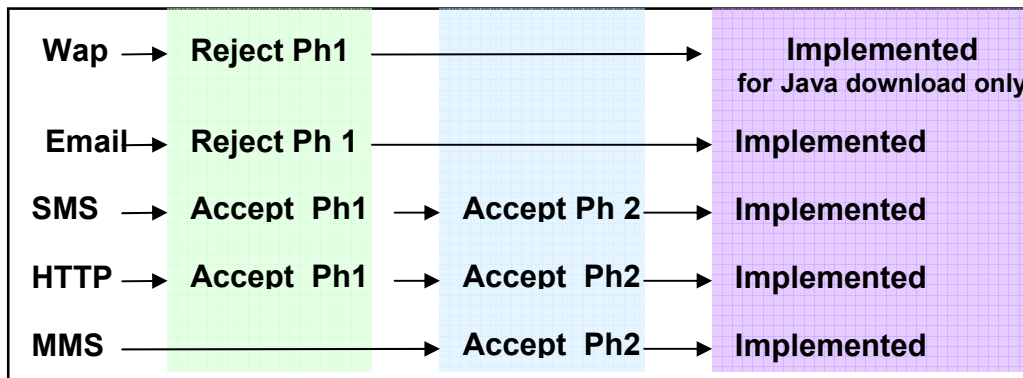 Wap Reject Ph1 Implemented
for Java download only
Email Reject Ph 1 Implemented
SMS Accept Ph1 Accept Ph 2 Implemented
HTTP Accept Ph1 Accept Ph2 Implemented
MMS Accept Ph2 Implemented